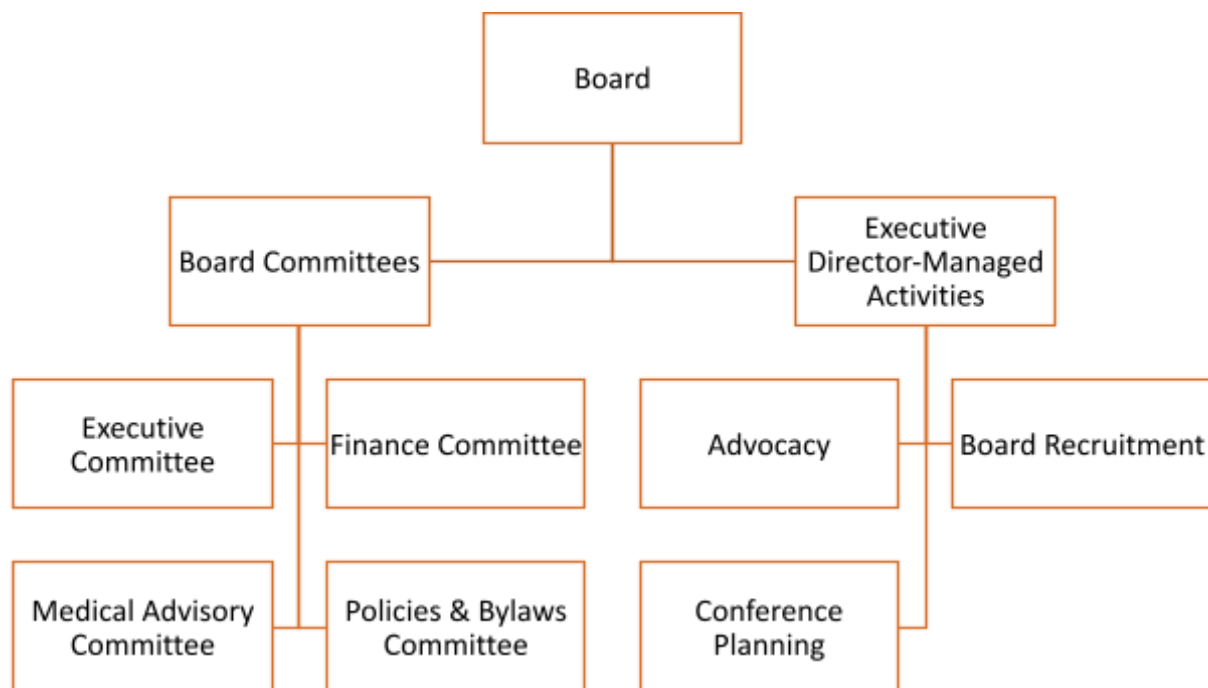 Board
Board Committees
Executive
Director-Managed
Activities
Executive
Committee
Finance Committee
Advocacy
Board Recruitment
Medical Advisory
Committee
Policies & Bylaws
Committee
Conference
Planning